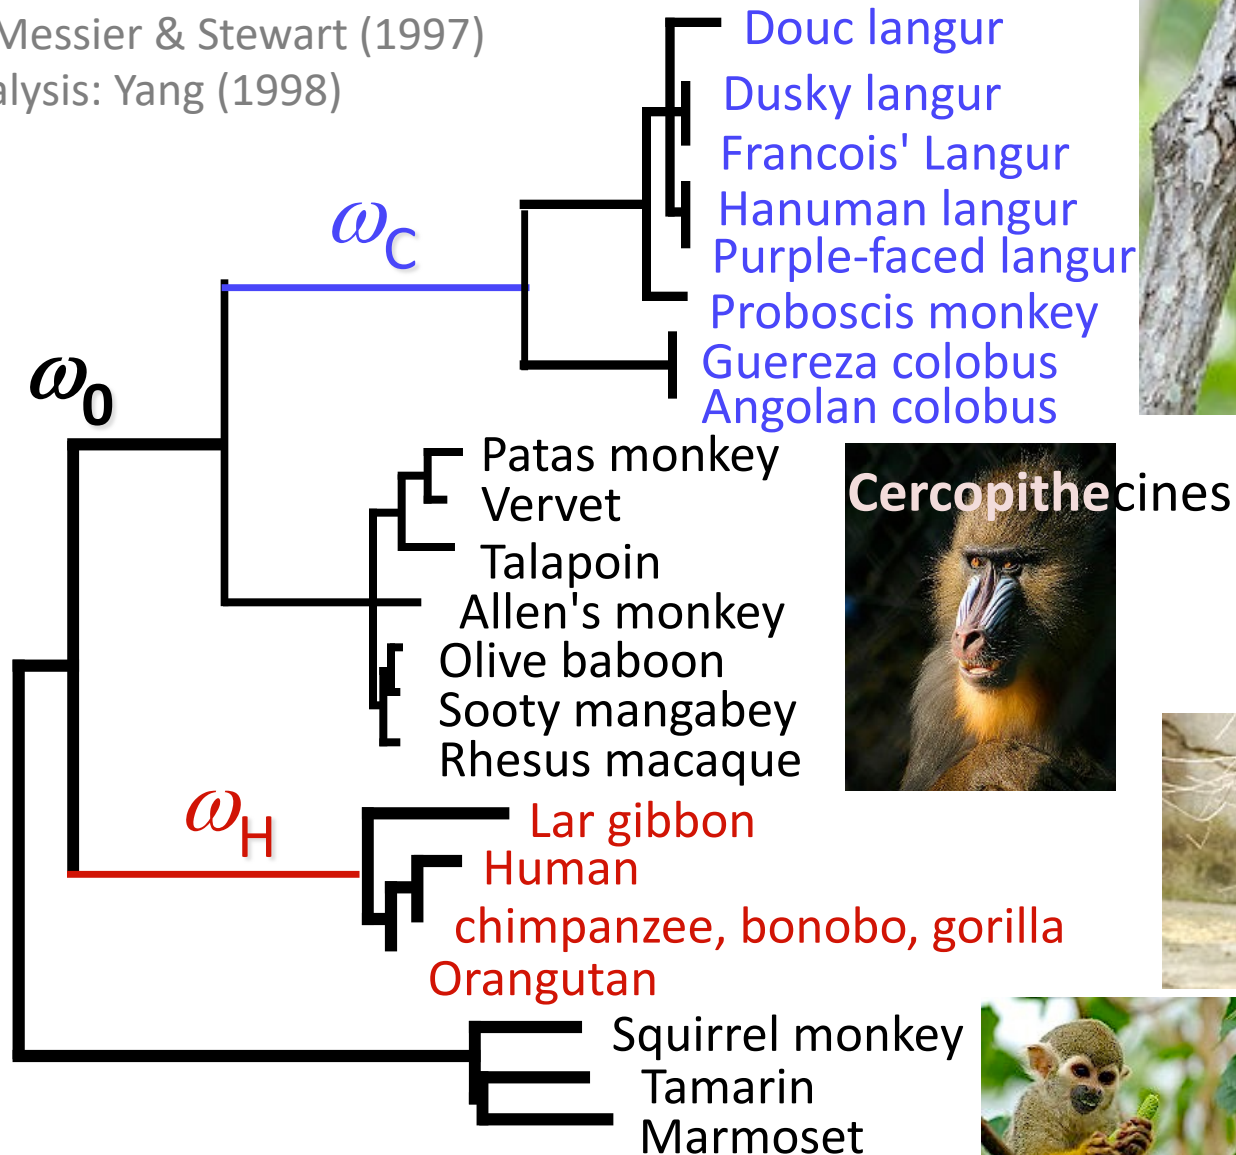 Messier & Stewart (1997)
alysis: Yang (1998)
Douc langur
Dusky langur
Francois' Langur
Hanuman langur
Purple-faced langur
Proboscis monkey
Guereza colobus
Angolan colobus
ωC
ω0
Patas monkey
Vervet
Talapoin
Allen's monkey
Olive baboon
Sooty mangabey
Rhesus macaque
Cercopithecines
ωH
Lar gibbon
Human
chimpanzee, bonobo, gorilla
Orangutan
Squirrel monkey
Tamarin
Marmoset